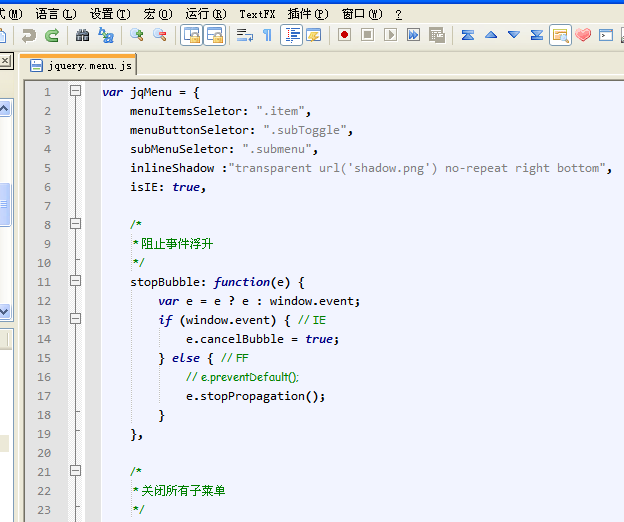 式(M) 语言(L) 设置(T) 宏(O) 运行(R) TextFX 插件(P) 窗口(W) ?
jquery.menu.js
1 var jqMenu = {
2 menuItemsSeletor: ".item",
3 menuButtonSeletor: ".subToggle",
4 subMenuSeletor: ".submenu",
5 inlineShadow :"transparent url('shadow.png') no-repeat right bottom",
6 isIE: true,
7
8 /*
9 * 阻止事件浮升
10 */
11 stopBubble: function(e) {
12 var e = e ? e : window.event;
13 if (window.event) { // IE
14 e.cancelBubble = true;
15 } else { // FF
16 // e.preventDefault();
17 e.stopPropagation();
18 }
19 },
20
21 /*
22 * 关闭所有子菜单
23 */